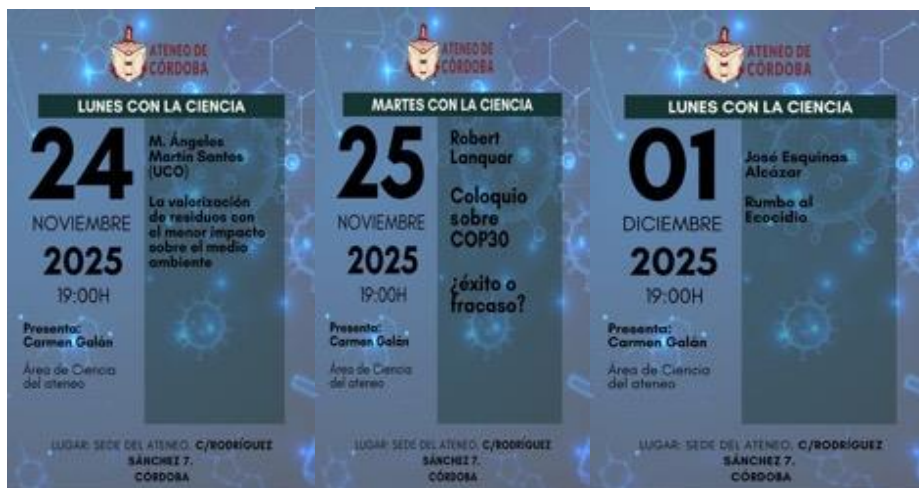 ATENEO DE
CÓRDOBA
LUNES CON LA CIENCIA
24
NOVIEMBRE
2025
19:00H
M. Ángeles
Martín Santos
(UCO)
La valorización
de residuos con
el menor impacto
sobre el medio
ambiente
Presenta:
Carmen Galán
Área de Ciencia
del ateneo
LUGAR: SEDE DEL ATENEO. C/RODRÍGUEZ
SÁNCHEZ 7.
CÓRDOBA
ATENEO DE
CÓRDOBA
MARTES CON LA CIENCIA
25
NOVIEMBRE
2025
19:00H
Robert
Lanquar
Coloquio
sobre
COP30
¿éxito o
fracaso?
Presenta:
Carmen Galán
Área de Ciencia
del ateneo
LUGAR: SEDE DEL ATENEO. C/RODRÍGUEZ
SÁNCHEZ 7.
CÓRDOBA
ATENEO DE
CÓRDOBA
LUNES CON LA CIENCIA
01
DICIEMBRE
2025
19:00H
José Esquinas
Alcázar
Rumbo al
Ecocidio
Presenta:
Carmen Galán
Área de Ciencia
del ateneo
LUGAR: SEDE DEL ATENEO. C/RODRÍGUEZ
SÁNCHEZ 7.
CÓRDOBA